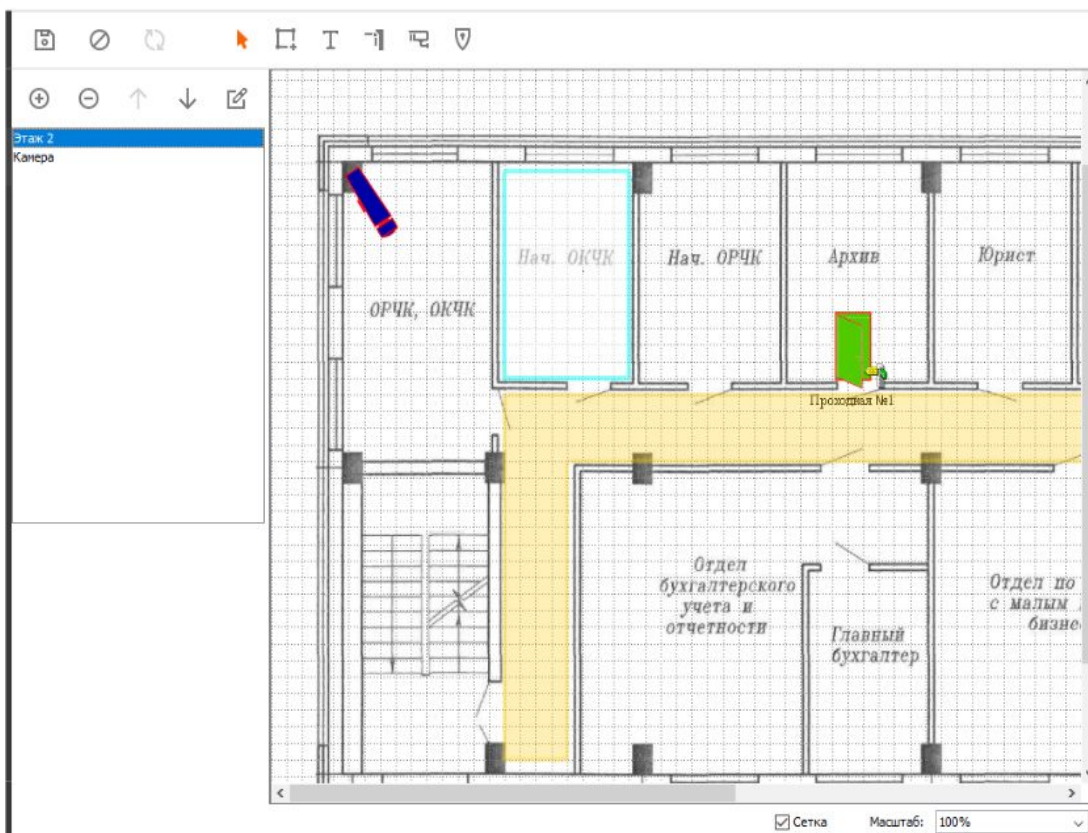 Этаж 2
Камера
Нач. ОКЧК
Нач. ОРЧК
Архив
Юрист
ОРЧК, ОКЧК
Проходная №1
Отдел
бухгалтерского
учета и
отчетности
Главный
бухгалтер
Отдел по
с малым
бизне
Сетка
Масштаб:
100%